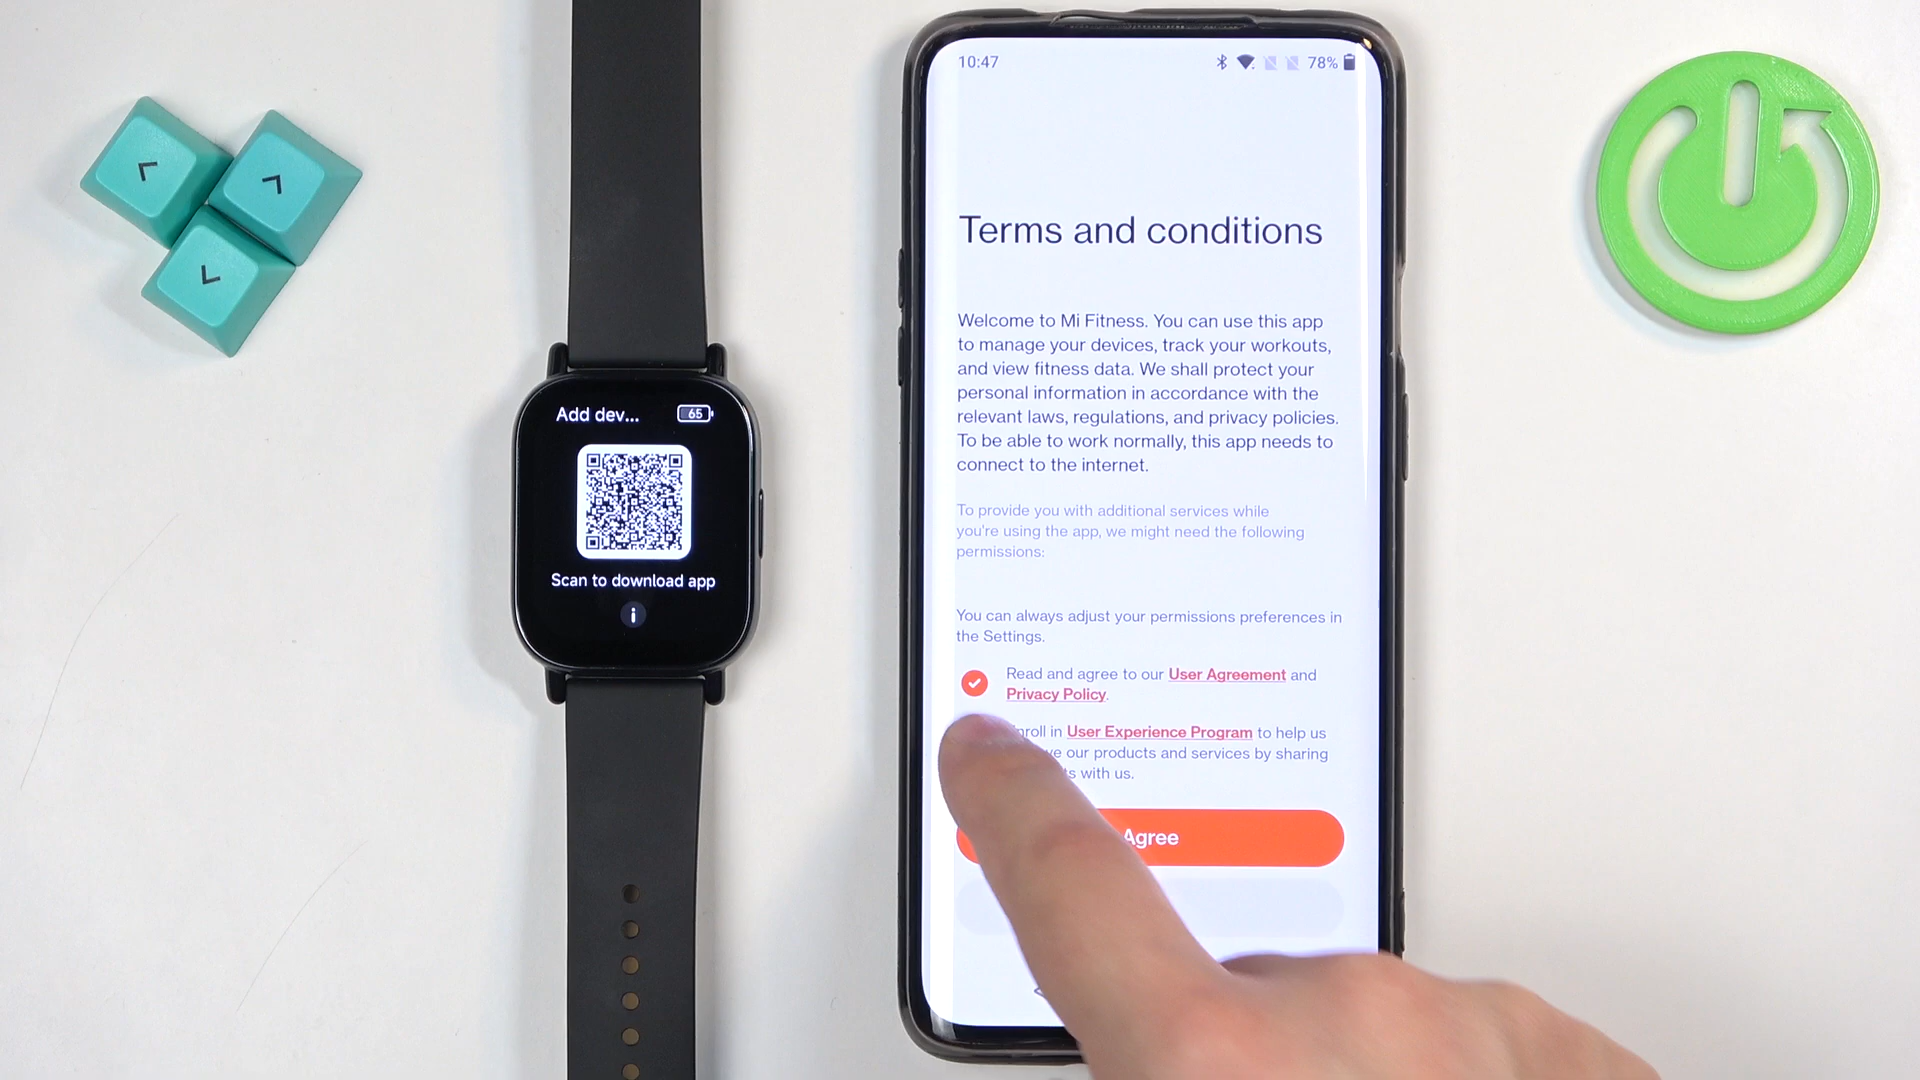 Add dev...
65
Scan to download app
i
10:47
78%
Terms and conditions
Welcome to Mi Fitness. You can use this app
to manage your devices, track your workouts,
and view fitness data. We shall protect your
personal information in accordance with the
relevant laws, regulations, and privacy policies.
To be able to work normally, this app needs to
connect to the internet.
To provide you with additional services while
you're using the app, we might need the following
permissions:
You can always adjust your permissions preferences in
the Settings.
Read and agree to our User Agreement and
Privacy Policy.
in User Experience Program to help us
our products and services by sharing
with us.
Agree